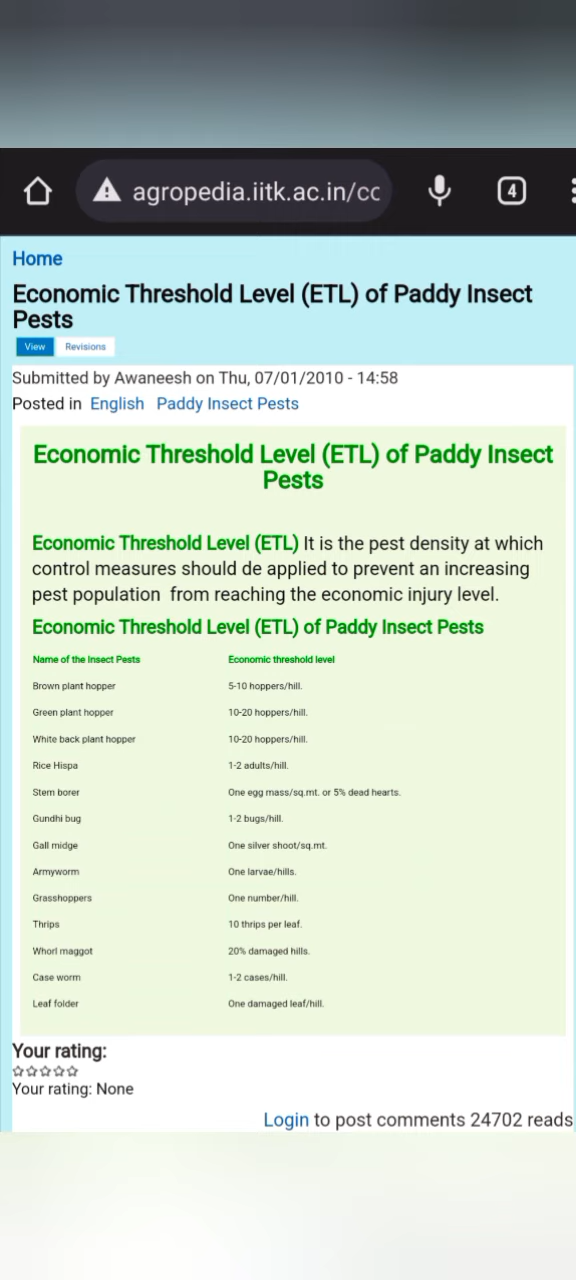 agropedia.iitk.ac.in/cc
4
Home
Economic Threshold Level (ETL) of Paddy Insect
Pests
View Revisions
Submitted by Awaneesh on Thu, 07/01/2010 - 14:58
Posted in English Paddy Insect Pests
Economic Threshold Level (ETL) of Paddy Insect
Pests
Economic Threshold Level (ETL) It is the pest density at which
control measures should de applied to prevent an increasing
pest population from reaching the economic injury level.
Economic Threshold Level (ETL) of Paddy Insect Pests
Name of the Insect Pests Economic threshold level
Brown plant hopper 5-10 hoppers/hill.
Green plant hopper 10-20 hoppers/hill.
White back plant hopper 10-20 hoppers/hill.
Rice Hispa 1-2 adults/hill.
Stem borer One egg mass/sq.mt. or 5% dead hearts.
Gundhi bug 1-2 bugs/hill.
Gall midge One silver shoot/sq.mt.
Armyworm One larvae/hills.
Grasshoppers One number/hill.
Thrips 10 thrips per leaf.
Whorl maggot 20% damaged hills.
Case worm 1-2 cases/hill.
Leaf folder One damaged leaf/hill.
Your rating:
Your rating: None
Login to post comments 24702 reads